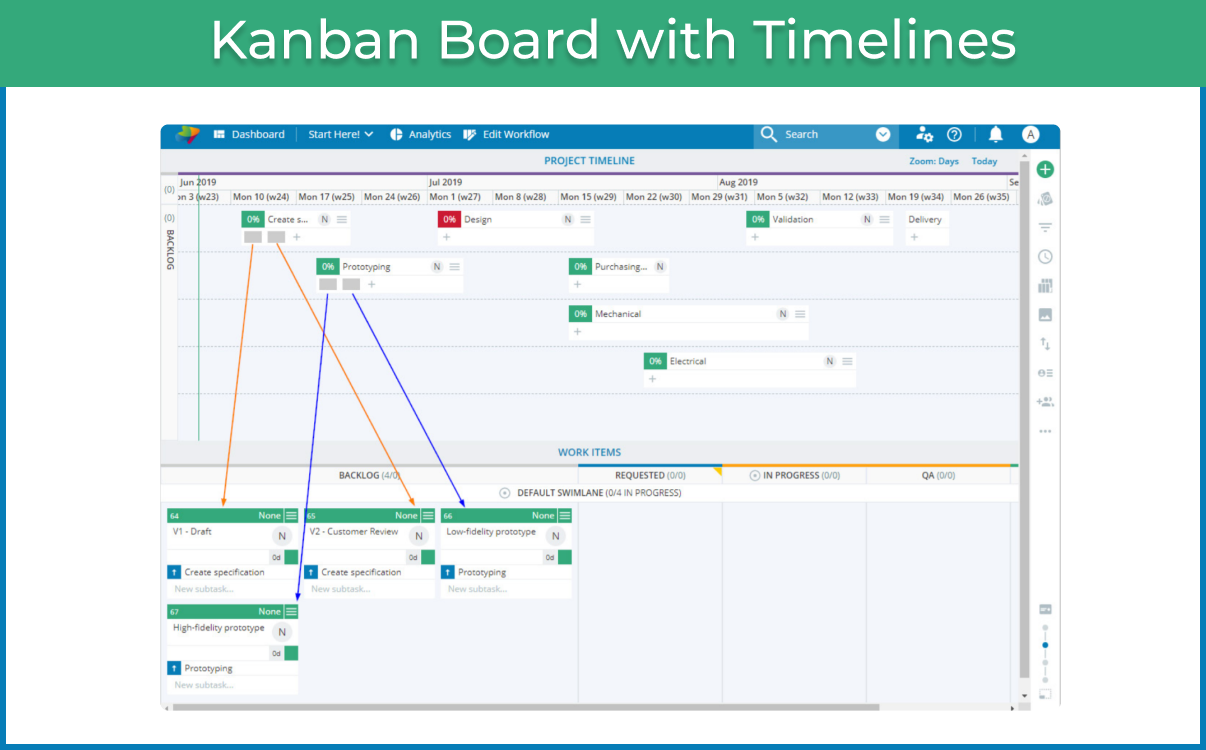 Kanban Board with Timelines
Dashboard Start Here! Analytics Edit Workflow Search A
PROJECT TIMELINE Zoom: Days Today
(0) Jun 2019 Jul 2019 Aug 2019 Se
on 3 (w23) Mon 10 (w24) Mon 17 (w25) Mon 24 (w26) Mon 1 (w27) Mon 8 (w28) Mon 15 (w29) Mon 22 (w30) Mon 29 (w31) Mon 5 (w32) Mon 12 (w33) Mon 19 (w34) Mon 26 (w35)
(0) BACKLOG
0% Create s... N 0% Design N 0% Validation N Delivery
+ + + +
0% Prototyping N 0% Purchasing... N
+ +
0% Mechanical N
+
0% Electrical N
+
WORK ITEMS
BACKLOG (4/0) REQUESTED (0/0) IN PROGRESS (0/0) QA (0/0)
DEFAULT SWIMLANE (0/4 IN PROGRESS)
64 None 65 None 66 None
V1 - Draft N V2 - Customer Review N Low-fidelity prototype N
0d 0d 0d
Create specification Create specification Prototyping
New subtask... New subtask... New subtask...
67 None
High-fidelity prototype N
0d
Prototyping
New subtask...